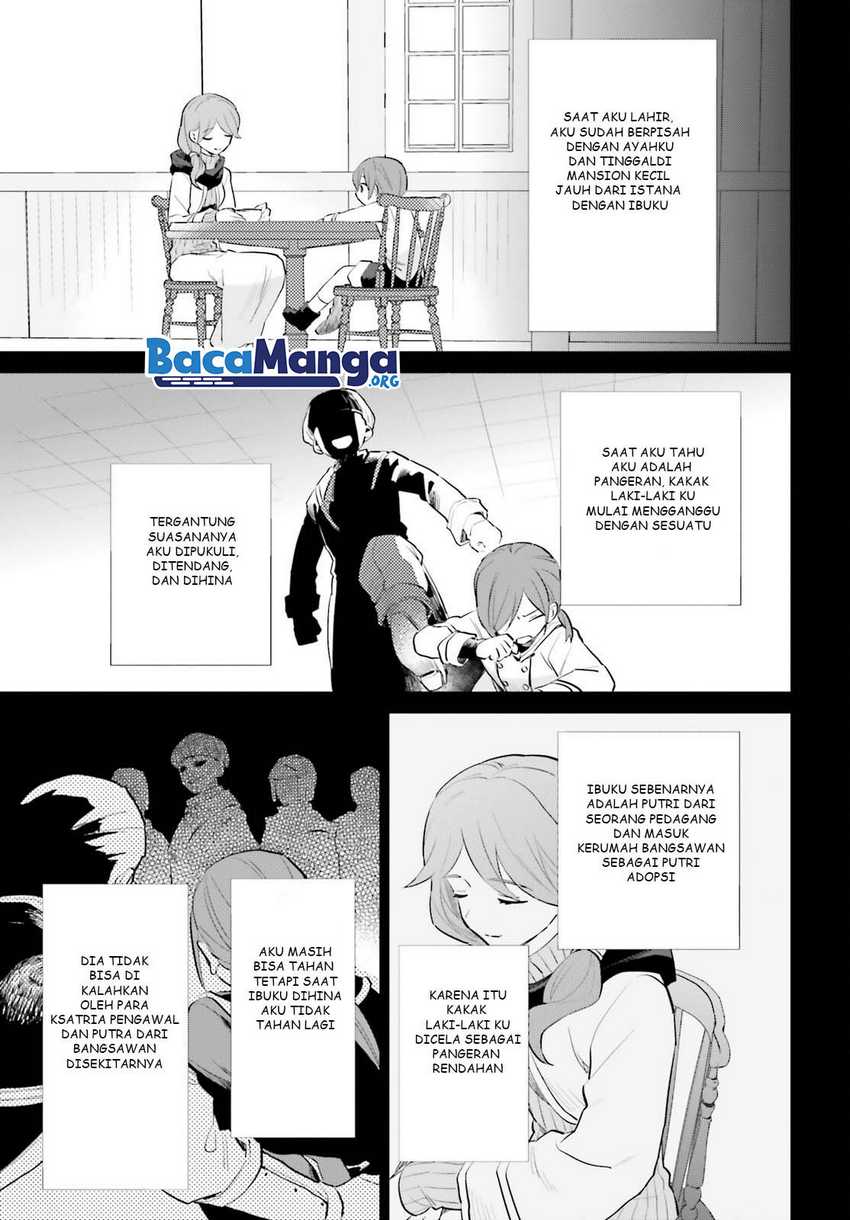 SAAT AKU LAHIR,
AKU SUDAH BERPISAH
DENGAN AYAHKU
DAN TINGGALDI
MANSION KECIL
JAUH DARI ISTANA
DENGAN IBUKU
BacaManga
.ORG
SAAT AKU TAHU
AKU ADALAH
PANGERAN, KAKAK
LAKI-LAKI KU
MULAI MENGGANGGU
DENGAN SESUATU
TERGANTUNG
SUASANANYA
AKU DIPUKULI,
DITENDANG,
DAN DIHINA
IBUKU SEBENARNYA
ADALAH PUTRI DARI
SEORANG PEDAGANG
DAN MASUK
KERUMAH BANGSAWAN
SEBAGAI PUTRI
ADOPSI
KARENA ITU
KAKAK
LAKI-LAKI KU
DICELA SEBAGAI
PANGERAN
RENDAHAN
AKU MASIH
BISA TAHAN
TETAPI SAAT
IBUKU DIHINA
AKU TIDAK
TAHAN LAGI
DIA TIDAK
BISA DI
KALAHKAN
OLEH PARA
KSATRIA PENGAWAL
DAN PUTRA DARI
BANGSAWAN
DISEKITARNYA